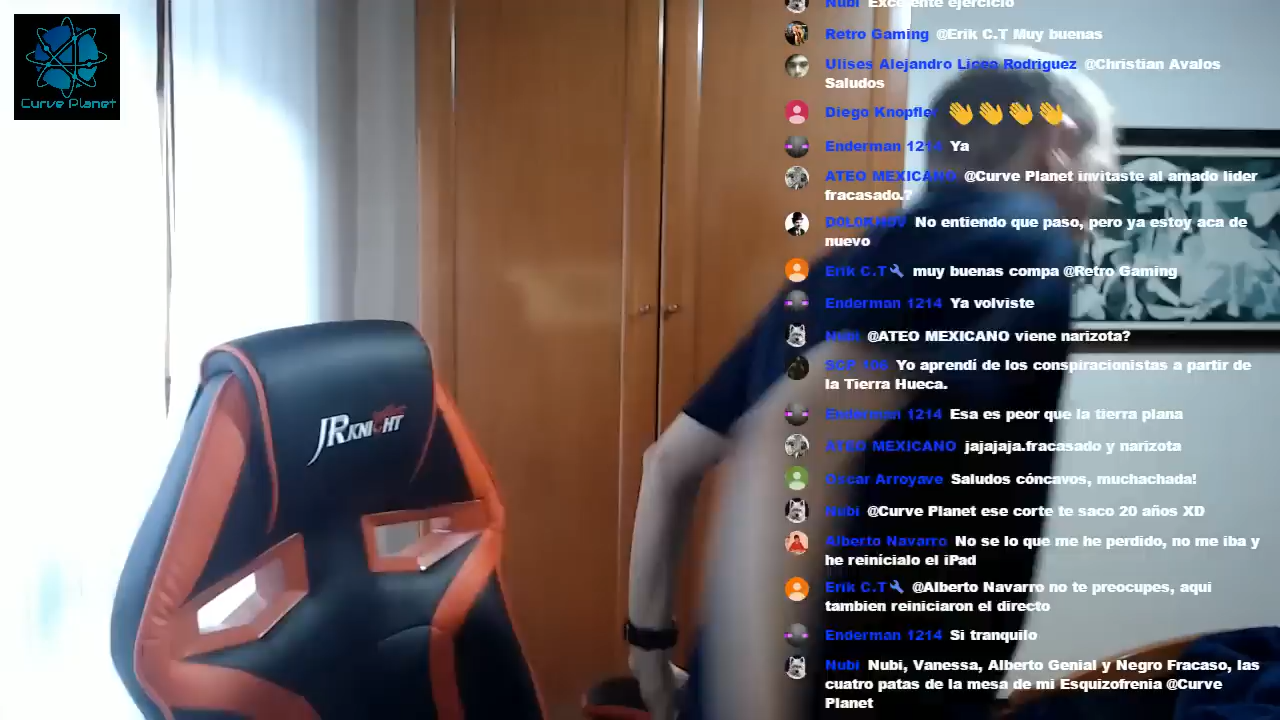 Curve Planet
JRKNIGHT
Nubi Excelente ejercicio
Retro Gaming @Erik C.T Muy buenas
Ulises Alejandro Licea Rodriguez @Christian Avalos
Saludos
Diego Knopfler 👋👋👋👋
Enderman 1214 Ya
ATEO MEXICANO @Curve Planet invitaste al amado lider
fracasado.?
No entiendo que paso, pero ya estoy aca de
nuevo
Erik C.T🔧 muy buenas compa @Retro Gaming
Enderman 1214 Ya volviste
Nubi @ATEO MEXICANO viene narizota?
Yo aprendí de los conspiracionistas a partir de
la Tierra Hueca.
Enderman 1214 Esa es peor que la tierra plana
ATEO MEXICANO jajajaja.fracasado y narizota
Oscar Arroyave Saludos cóncavos, muchachada!
Nubi @Curve Planet ese corte te saco 20 años XD
Alberto Navarro No se lo que me he perdido, no me iba y
he reinícialo el iPad
Erik C.T🔧 @Alberto Navarro no te preocupes, aqui
tambien reiniciaron el directo
Enderman 1214 Si tranquilo
Nubi Nubi, Vanessa, Alberto Genial y Negro Fracaso, las
cuatro patas de la mesa de mi Esquizofrenia @Curve
Planet